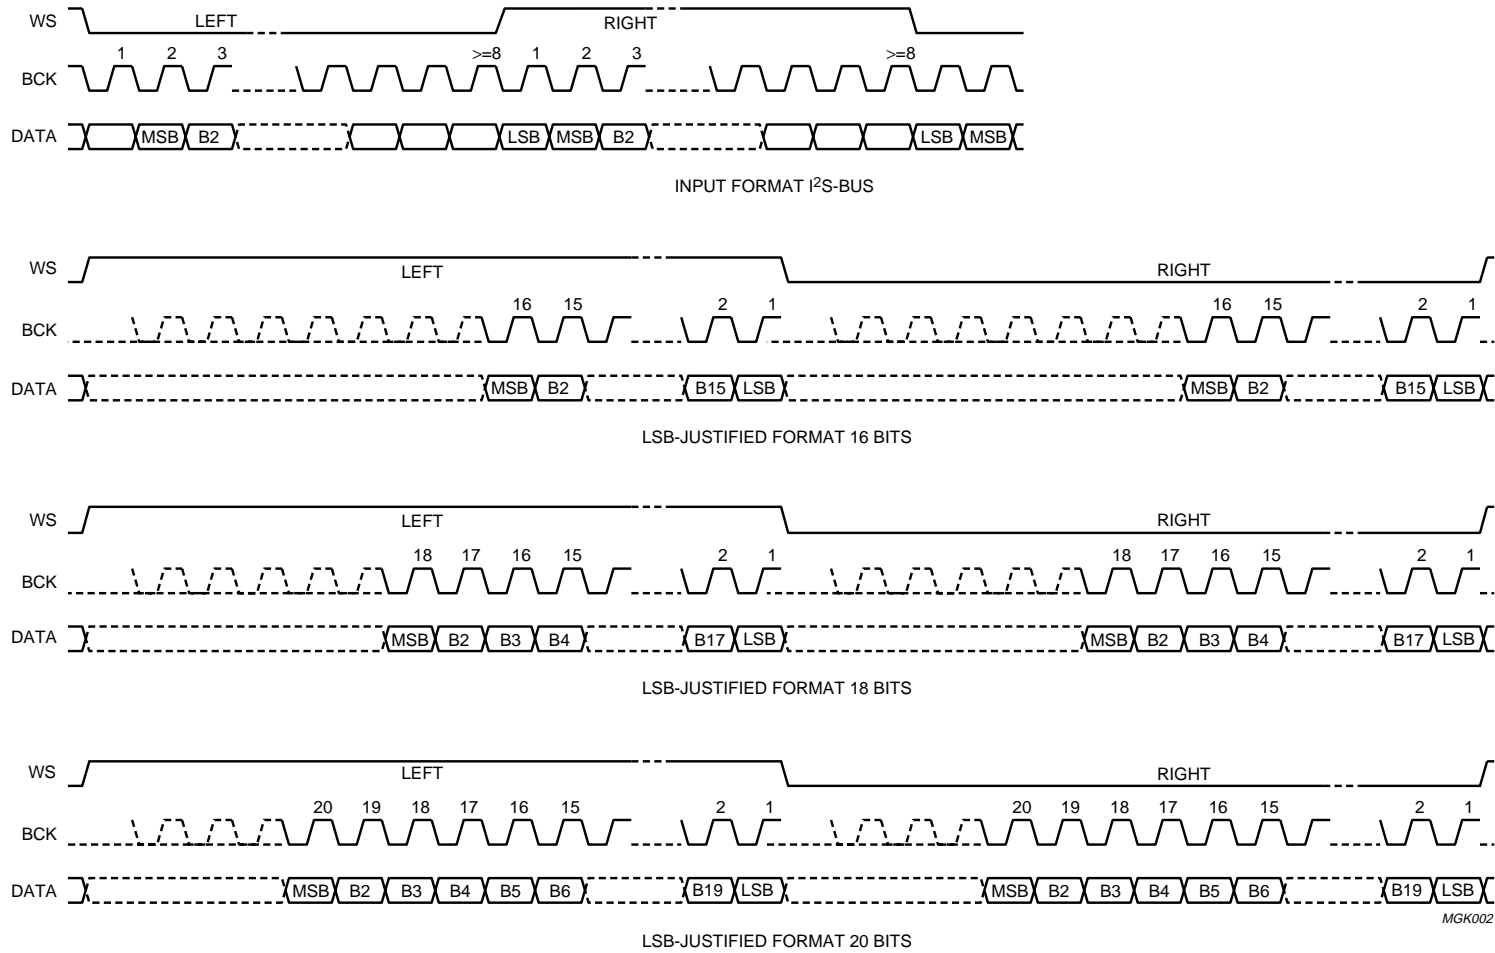 WS LEFT RIGHT
BCK 1 2 3 >=8 1 2 3 >=8
DATA MSB B2 LSB MSB B2 LSB MSB
INPUT FORMAT I2S-BUS
WS LEFT RIGHT
BCK 16 15 2 1 16 15 2 1
DATA MSB B2 B15 LSB MSB B2 B15 LSB
LSB-JUSTIFIED FORMAT 16 BITS
WS LEFT RIGHT
BCK 18 17 16 15 2 1 18 17 16 15 2 1
DATA MSB B2 B3 B4 B17 LSB MSB B2 B3 B4 B17 LSB
LSB-JUSTIFIED FORMAT 18 BITS
WS LEFT RIGHT
BCK 20 19 18 17 16 15 2 1 20 19 18 17 16 15 2 1
DATA MSB B2 B3 B4 B5 B6 B19 LSB MSB B2 B3 B4 B5 B6 B19 LSB
MGK002
LSB-JUSTIFIED FORMAT 20 BITS